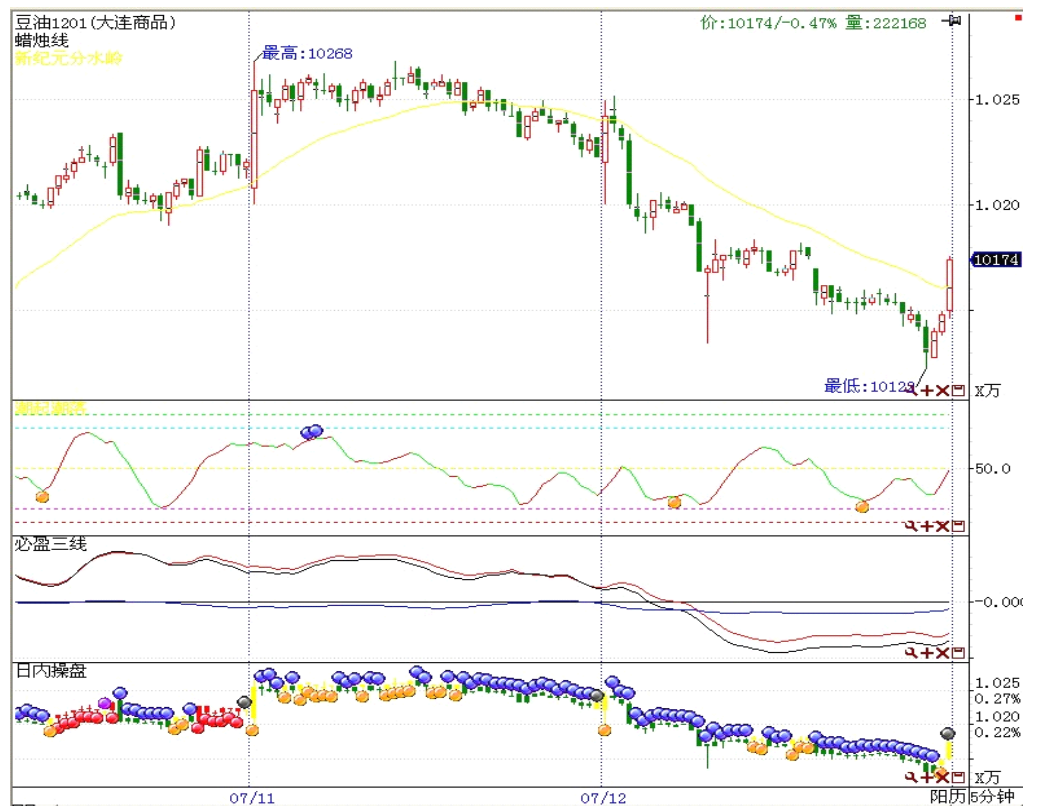 豆油1201(大连商品)
价:10174/-0.47% 量:222168
蜡烛线
新纪元分水岭
最高:10268
1.025
1.020
10174
最低:10128
X万
50.0
必盈三线
-0.000
日内操盘
1.025
0.27%
1.020
0.22%
X万
07/11
07/12
阳历
5分钟